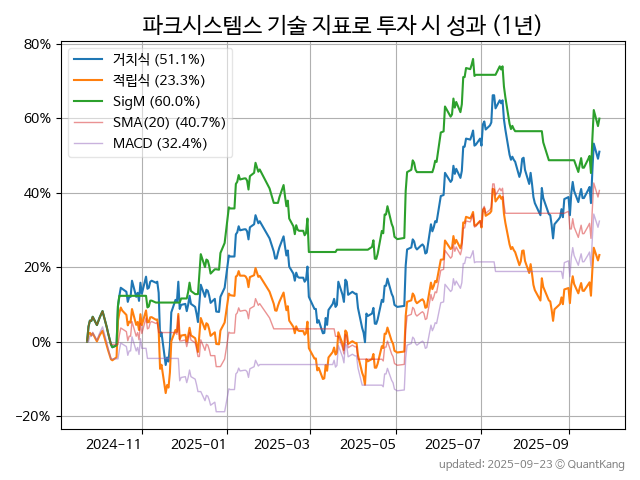 파크시스템스 기술 지표로 투자 시 성과 (1년)
80%
60%
40%
20%
0%
−20%
거치식 (51.1%)
적립식 (23.3%)
SigM (60.0%)
SMA(20) (40.7%)
MACD (32.4%)
2024-11 2025-01 2025-03 2025-05 2025-07 2025-09
updated: 2025-09-23 ⓒ QuantKang